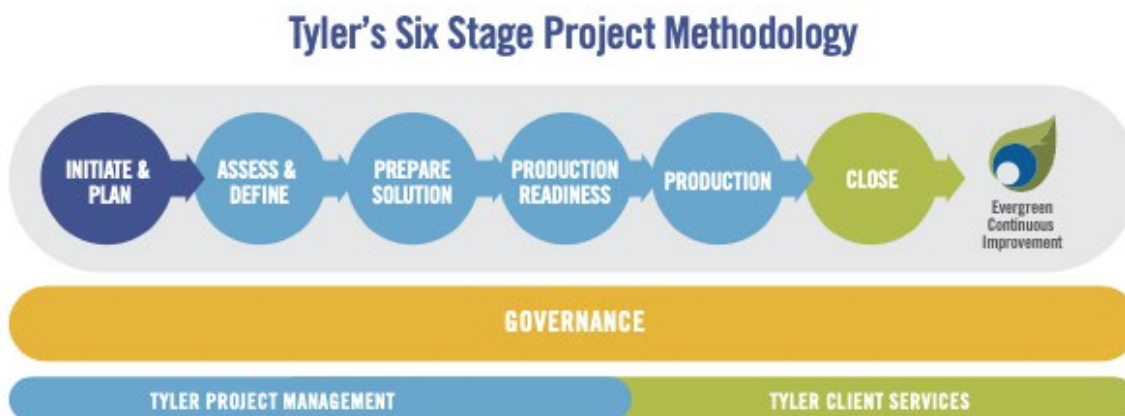 Tyler's Six Stage Project Methodology
INITIATE &
PLAN
ASSESS &
DEFINE
PREPARE
SOLUTION
PRODUCTION
READINESS
PRODUCTION
CLOSE
Evergreen
Continuous
Improvement
GOVERNANCE
TYLER PROJECT MANAGEMENT
TYLER CLIENT SERVICES